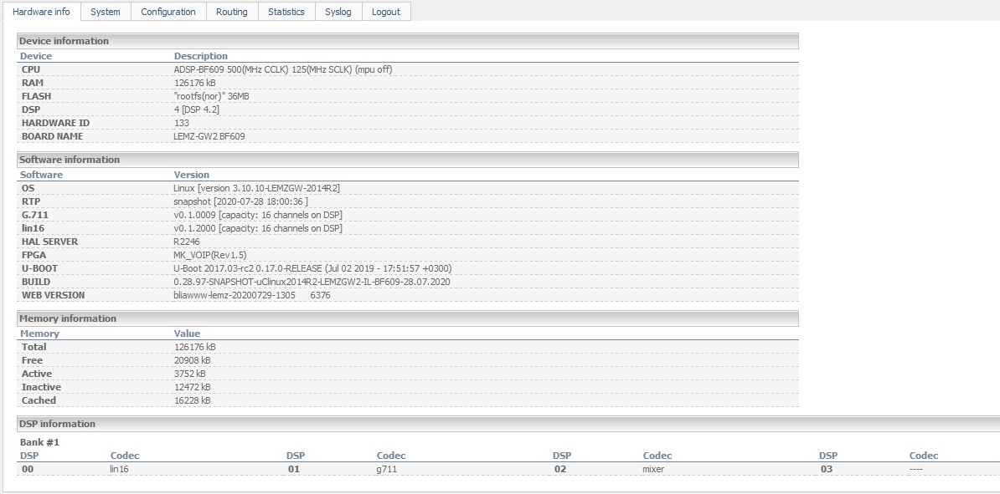 Hardware info System Configuration Routing Statistics Syslog Logout
Device information
Device Description
CPU ADSP-BF609 500(MHz CCLK) 125(MHz SCLK) (mpu off)
RAM 126176 kB
FLASH "rootfs(nor)" 36MB
DSP 4 [DSP 4.2]
HARDWARE ID 133
BOARD NAME LEMZ-GW2 BF609
Software information
Software Version
OS Linux [version 3.10.10-LEMZGW-2014R2]
RTP snapshot [2020-07-28 18:00:36 ]
G.711 v0.1.0009 [capacity: 16 channels on DSP]
lin16 v0.1.2000 [capacity: 16 channels on DSP]
HAL SERVER R2246
FPGA MK_VOIP(Rev1.5)
U-BOOT U-Boot 2017.03-rc2 0.17.0-RELEASE (Jul 02 2019 - 17:51:57 +0300)
BUILD 0.28.97-SNAPSHOT-uClinux2014R2-LEMZGW2-IL-BF609-28.07.2020
WEB VERSION bliawww-lemz-20200729-1305 6376
Memory information
Memory Value
Total 126176 kB
Free 20908 kB
Active 3752 kB
Inactive 12472 kB
Cached 16228 kB
DSP information
Bank #1
DSP Codec DSP Codec DSP Codec DSP Codec
00 lin16 01 g711 02 mixer 03 ----